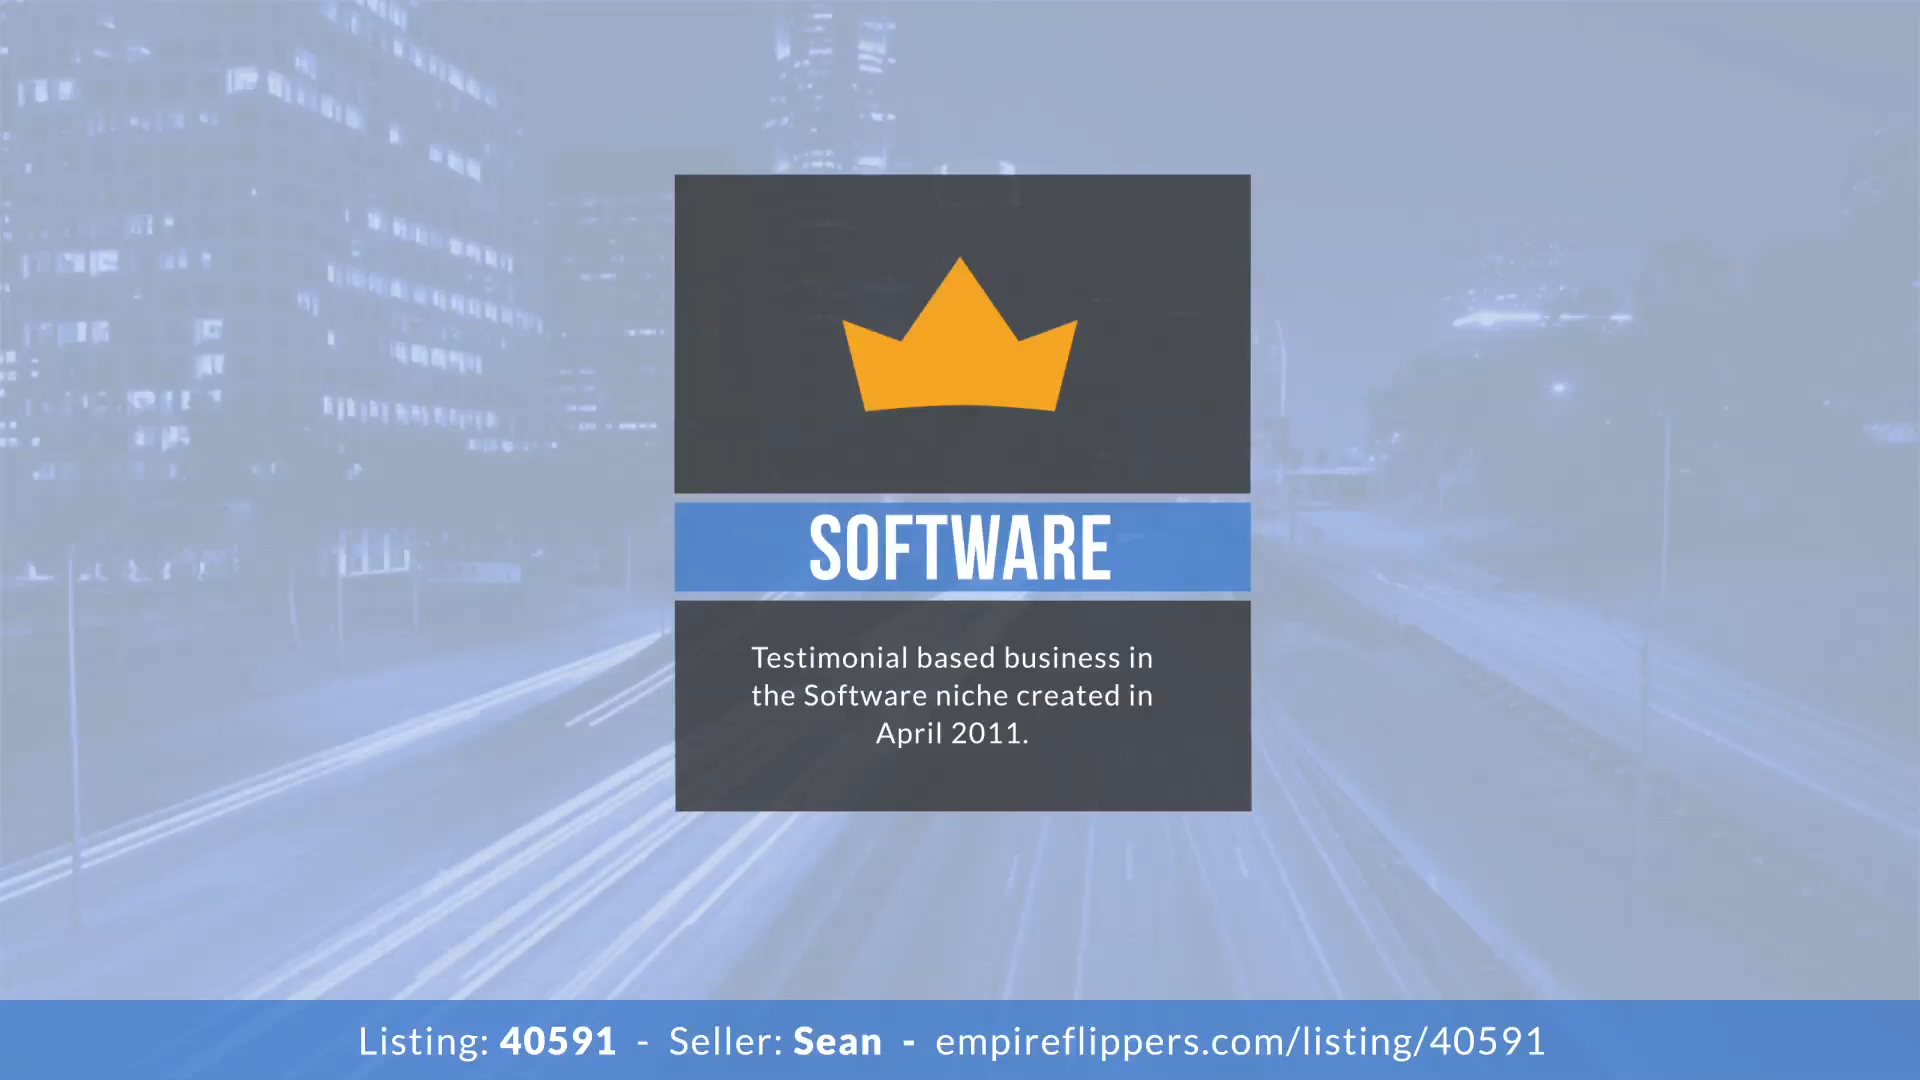 SOFTWARE
Testimonial based business in
the Software niche created in
April 2011.
Listing: 40591 - Seller: Sean - empireflippers.com/listing/40591